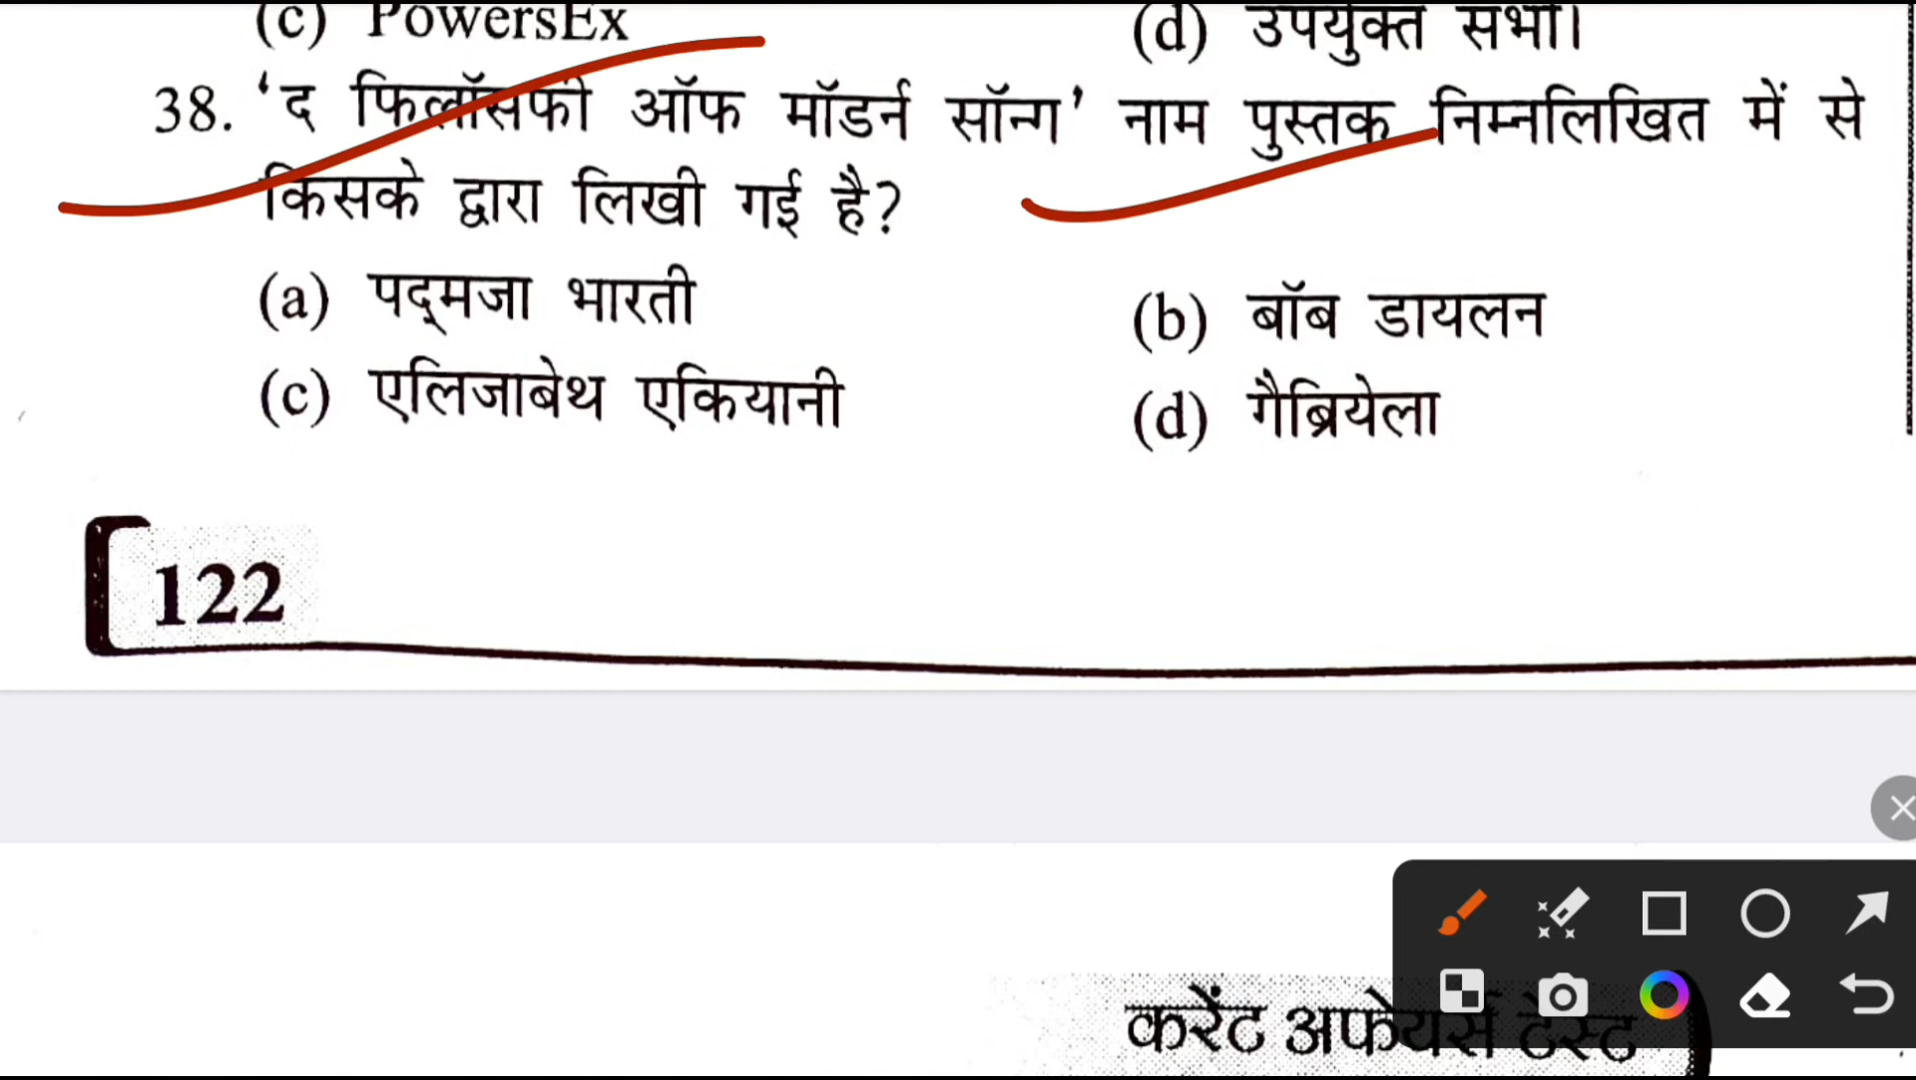 (c) PowersEx (d) उपर्युक्त सभी।
38. ‘द फिलॉसफी ऑफ मॉडर्न सॉन्ग’ नाम पुस्तक निम्नलिखित में से
किसके द्वारा लिखी गई है?
(a) पद्मजा भारती (b) बॉब डायलन
(c) एलिजाबेथ एकियानी (d) गैब्रियेला
122
करेंट अफेयर्स टेस्ट